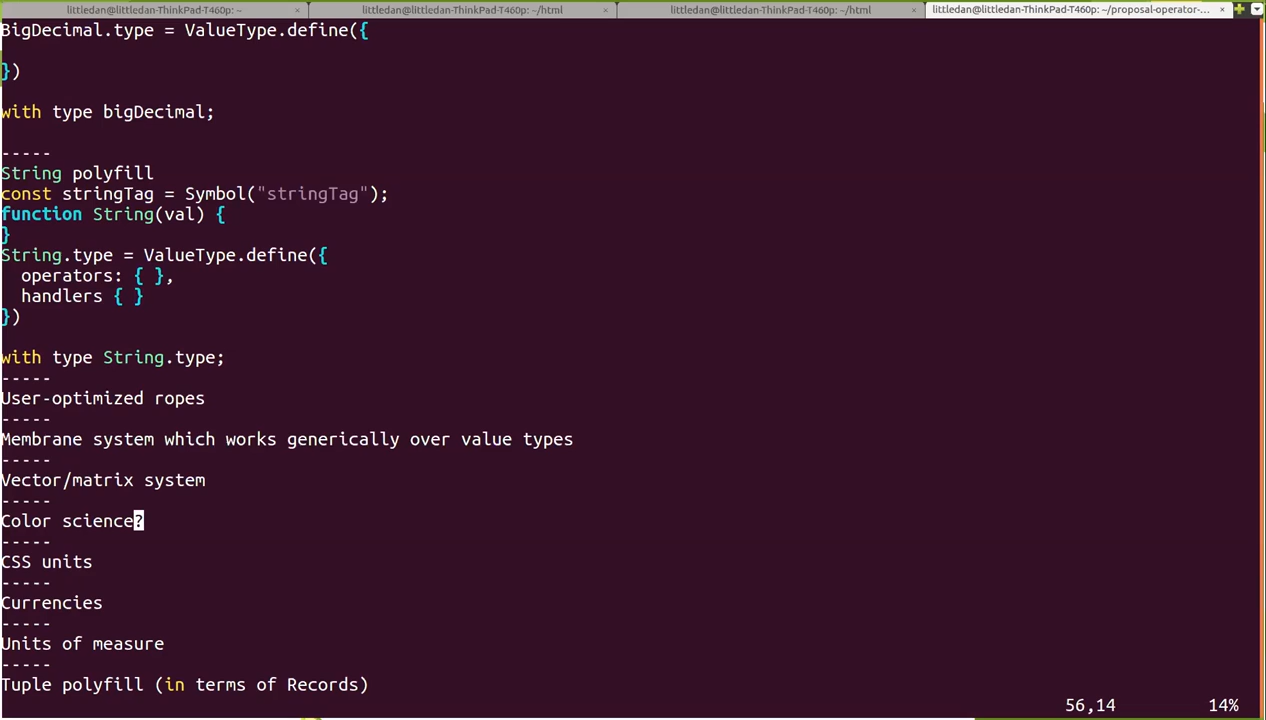 littledan@littledan-ThinkPad-T460p: ~ × littledan@littledan-ThinkPad-T460p: ~/html × littledan@littledan-ThinkPad-T460p: ~/html × littledan@littledan-ThinkPad-T460p: ~/proposal-operator-... ×
BigDecimal.type = ValueType.define({
})
with type bigDecimal;
-----
String polyfill
const stringTag = Symbol("stringTag");
function String(val) {
}
String.type = ValueType.define({
  operators: { },
  handlers { }
})
with type String.type;
-----
User-optimized ropes
-----
Membrane system which works generically over value types
-----
Vector/matrix system
-----
Color science?
-----
CSS units
-----
Currencies
-----
Units of measure
-----
Tuple polyfill (in terms of Records)
56,14 14%